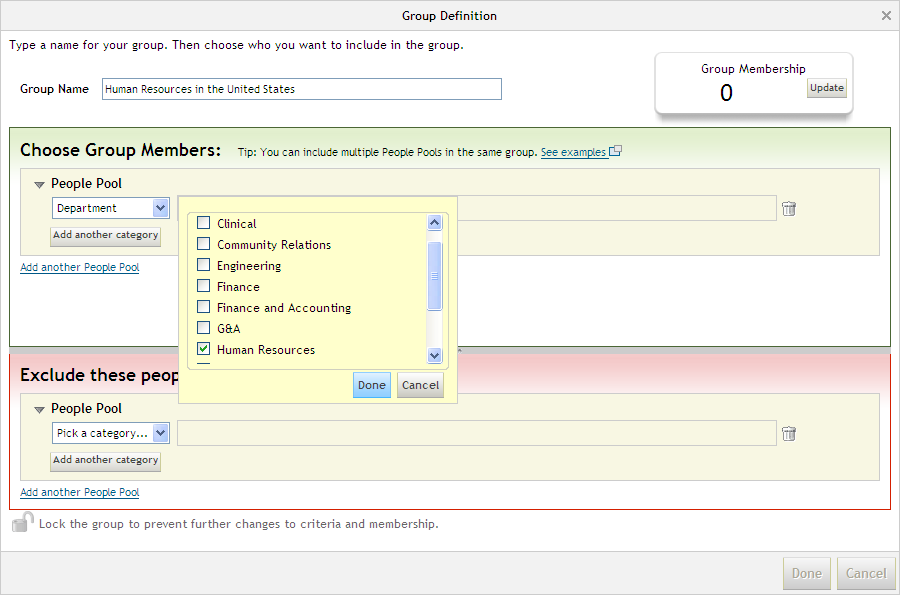 Group Definition
Type a name for your group. Then choose who you want to include in the group.
Group Membership
0
Update
Group Name
Human Resources in the United States
Choose Group Members:
Tip: You can include multiple People Pools in the same group. See examples
People Pool
Department
Add another category
Add another People Pool
Clinical
Community Relations
Engineering
Finance
Finance and Accounting
G&A
Human Resources
Done
Cancel
Exclude these peop
People Pool
Pick a category...
Add another category
Add another People Pool
Lock the group to prevent further changes to criteria and membership.
Done
Cancel